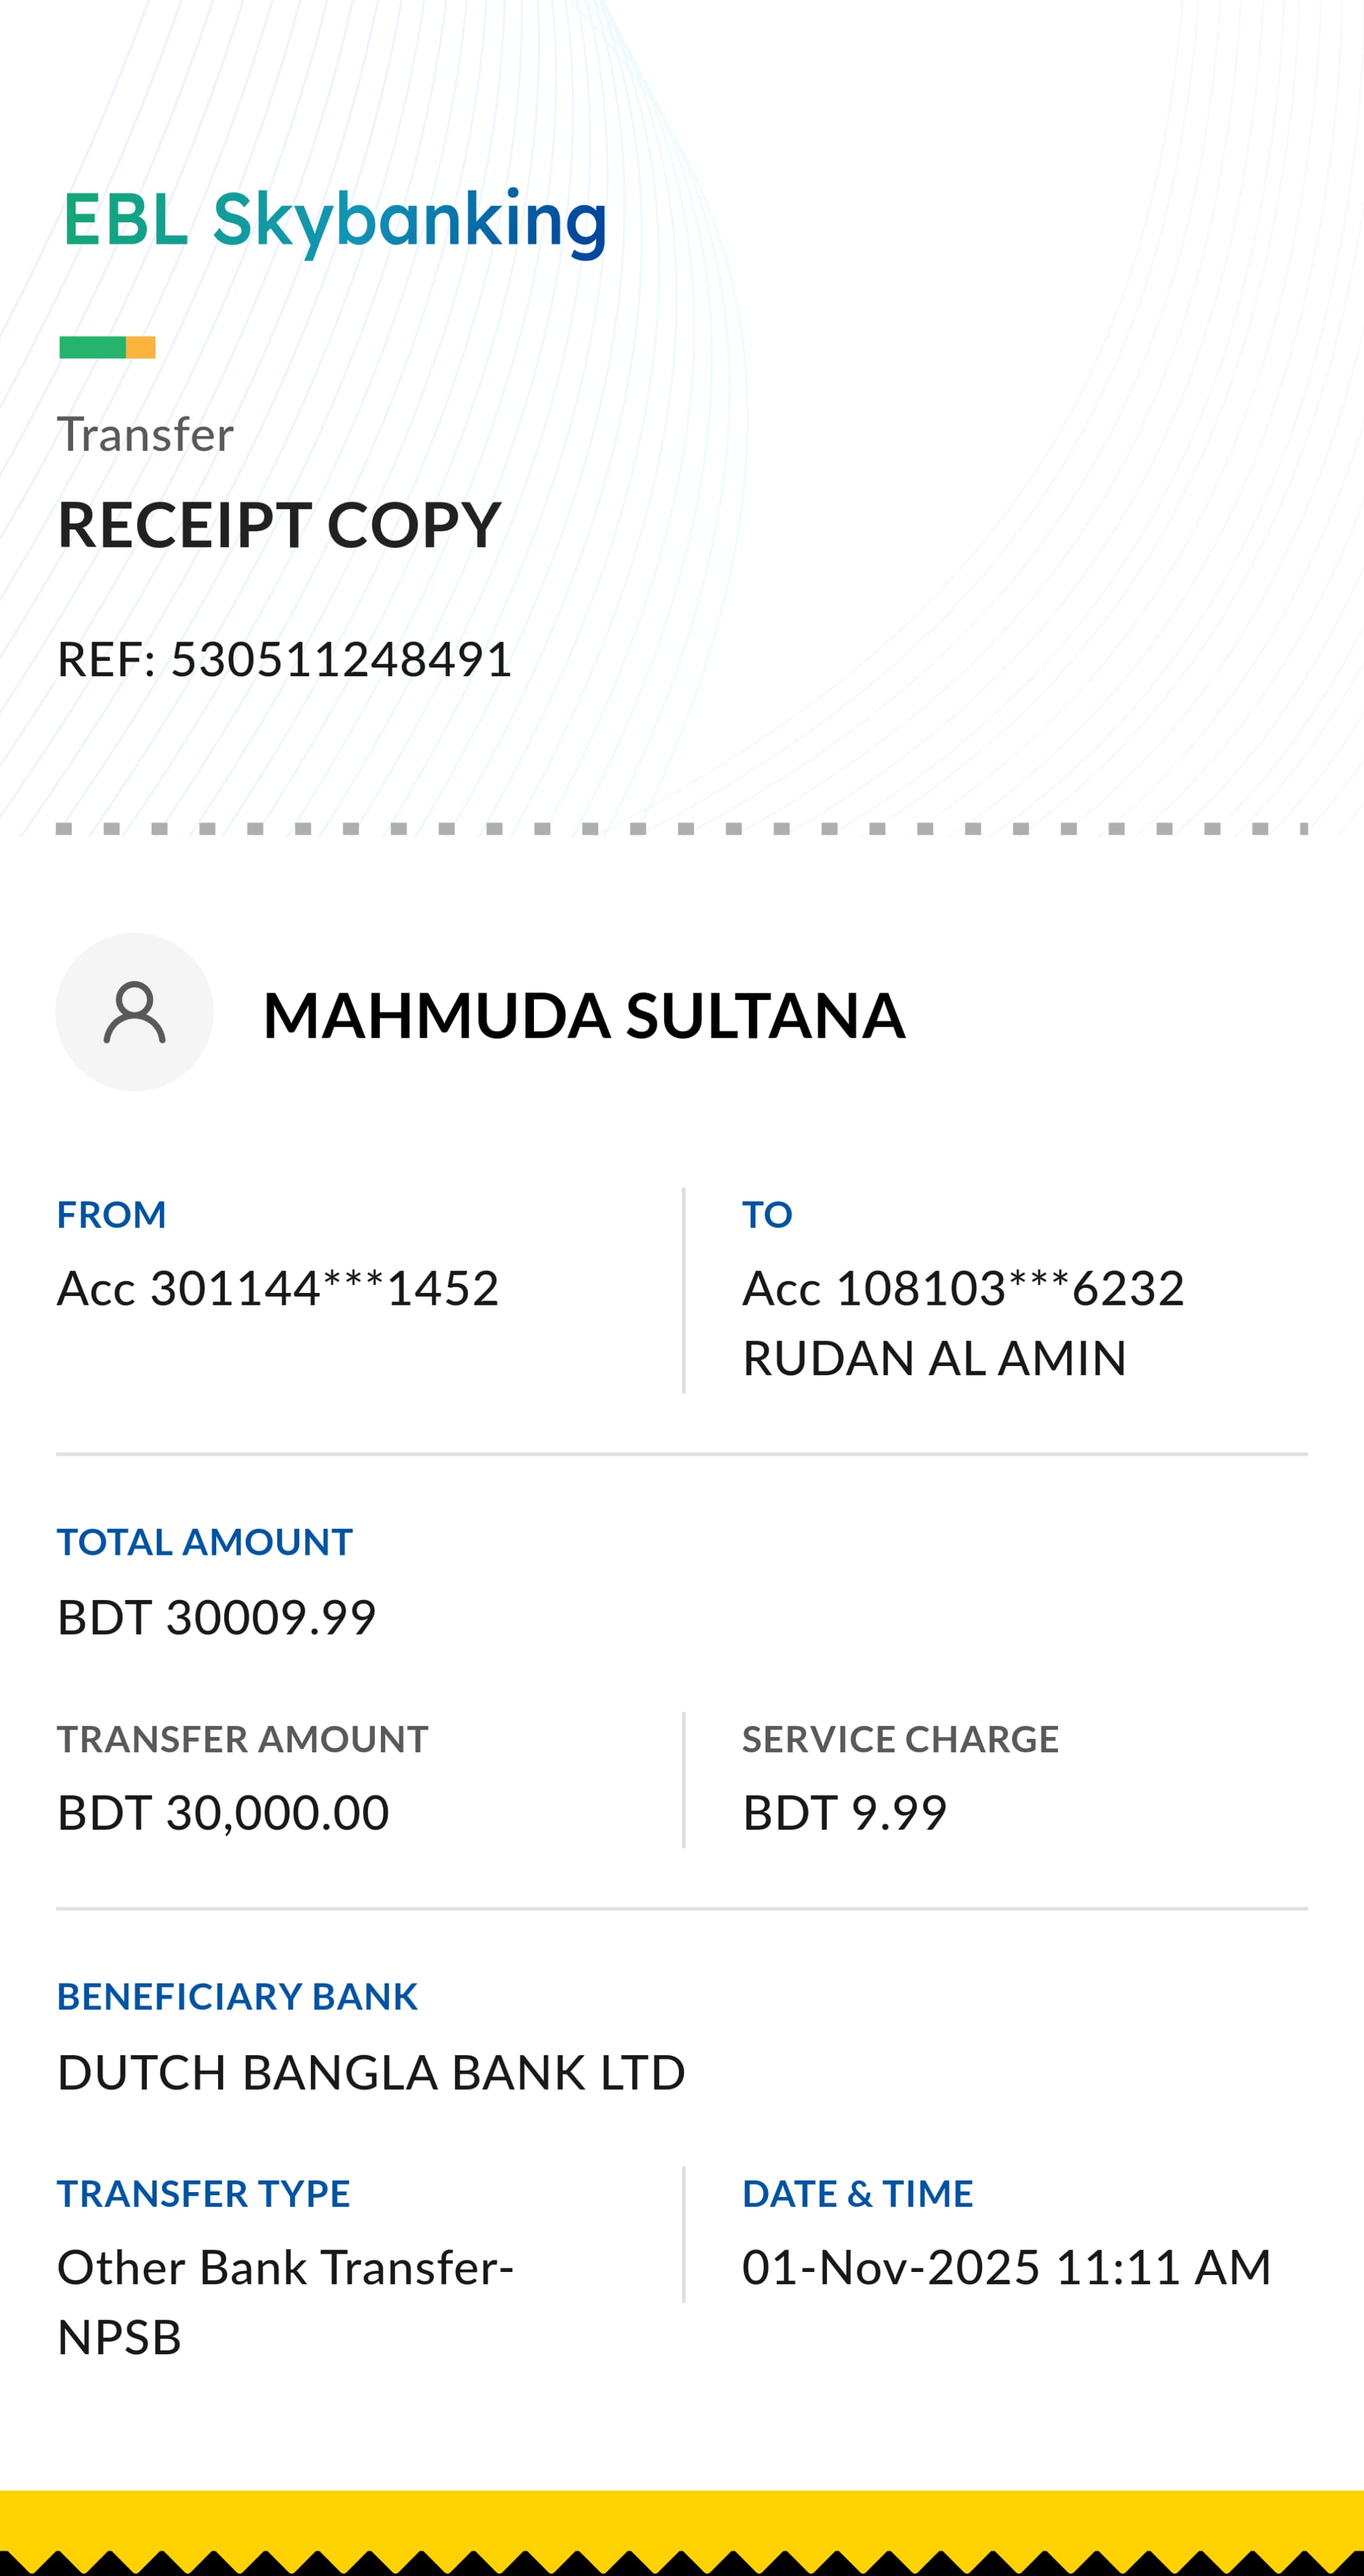 EBL Skybanking
Transfer
RECEIPT COPY
REF: 530511248491
MAHMUDA SULTANA
FROM
Acc 301144***1452
TO
Acc 108103***6232
RUDAN AL AMIN
TOTAL AMOUNT
BDT 30009.99
TRANSFER AMOUNT
BDT 30,000.00
SERVICE CHARGE
BDT 9.99
BENEFICIARY BANK
DUTCH BANGLA BANK LTD
TRANSFER TYPE
Other Bank Transfer-
NPSB
DATE & TIME
01-Nov-2025 11:11 AM